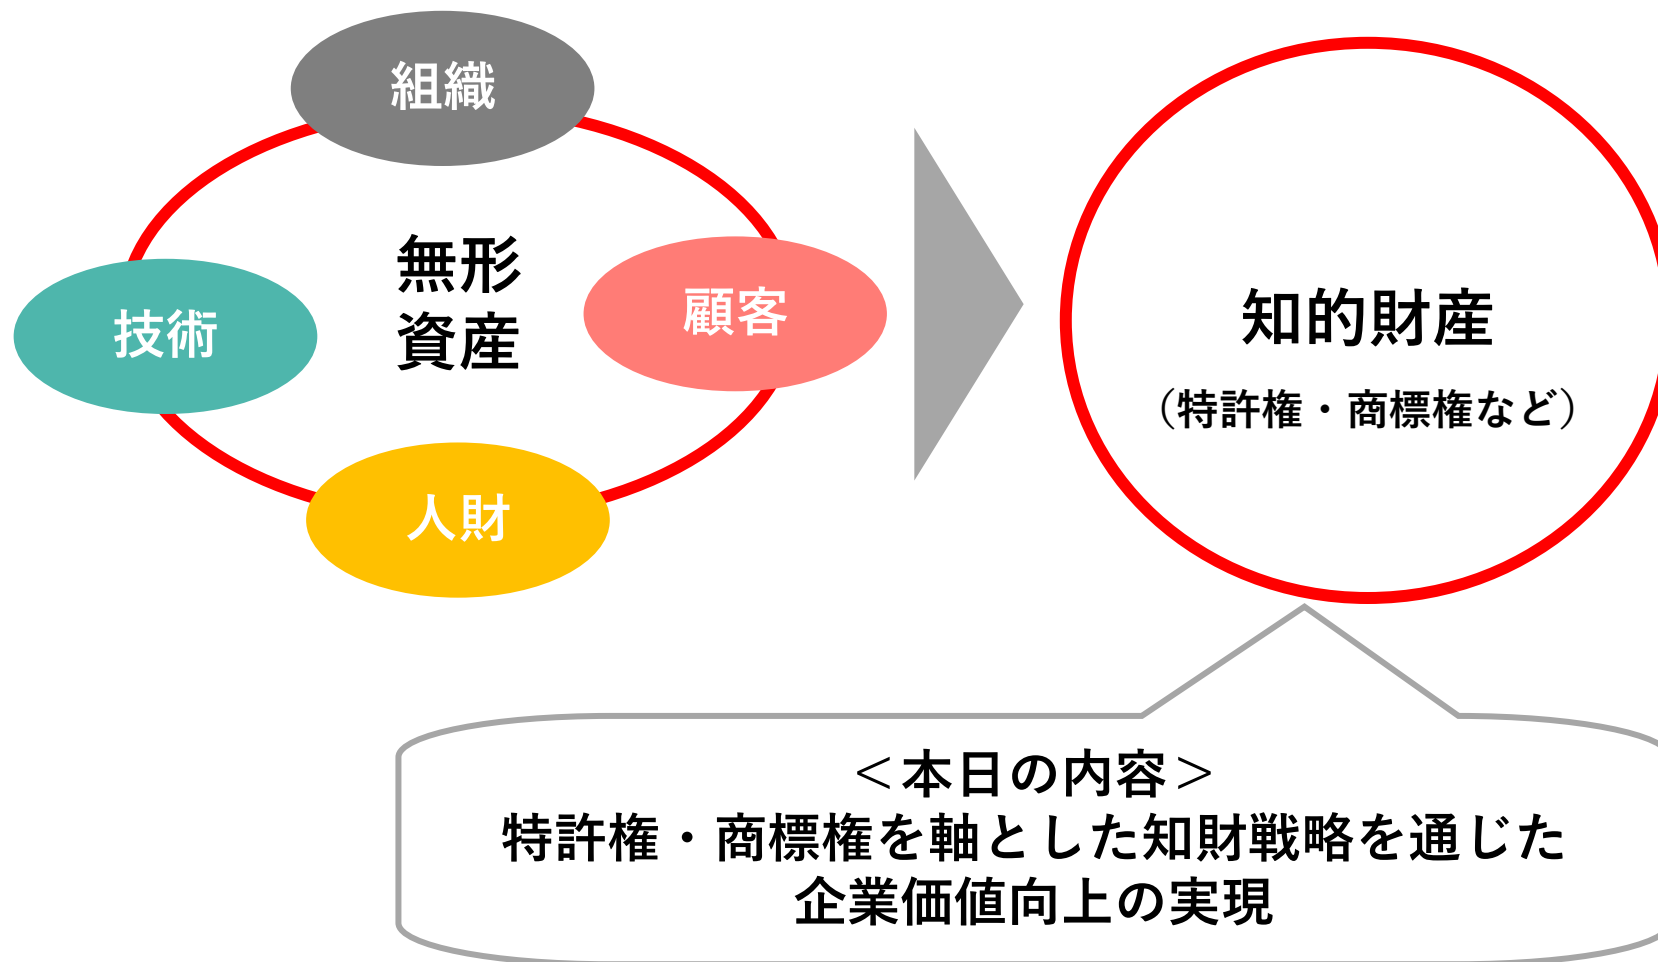 組織
無形
資産
技術
顧客
人財
知的財産
（特許権・商標権など）
＜本日の内容＞
特許権・商標権を軸とした知財戦略を通じた
企業価値向上の実現